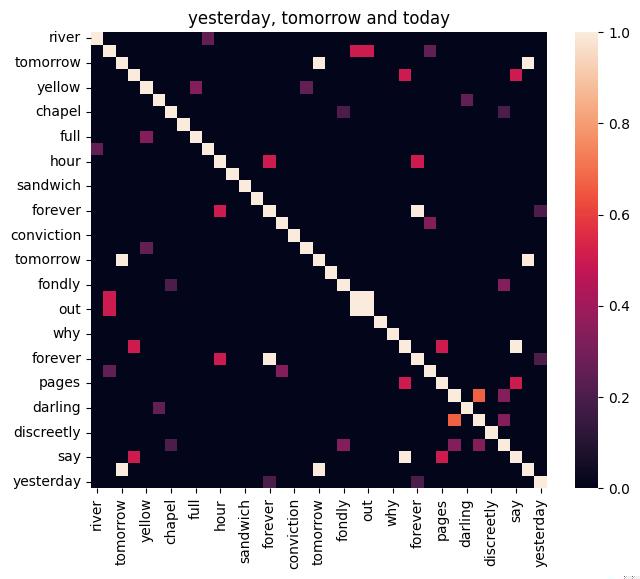 yesterday, tomorrow and today
river
tomorrow
yellow
chapel
full
hour
sandwich
forever
conviction
tomorrow
fondly
out
why
forever
pages
darling
discreetly
say
yesterday
1.0
0.8
0.6
0.4
0.2
0.0
river
tomorrow
yellow
chapel
full
hour
sandwich
forever
conviction
tomorrow
fondly
out
why
forever
pages
darling
discreetly
say
yesterday